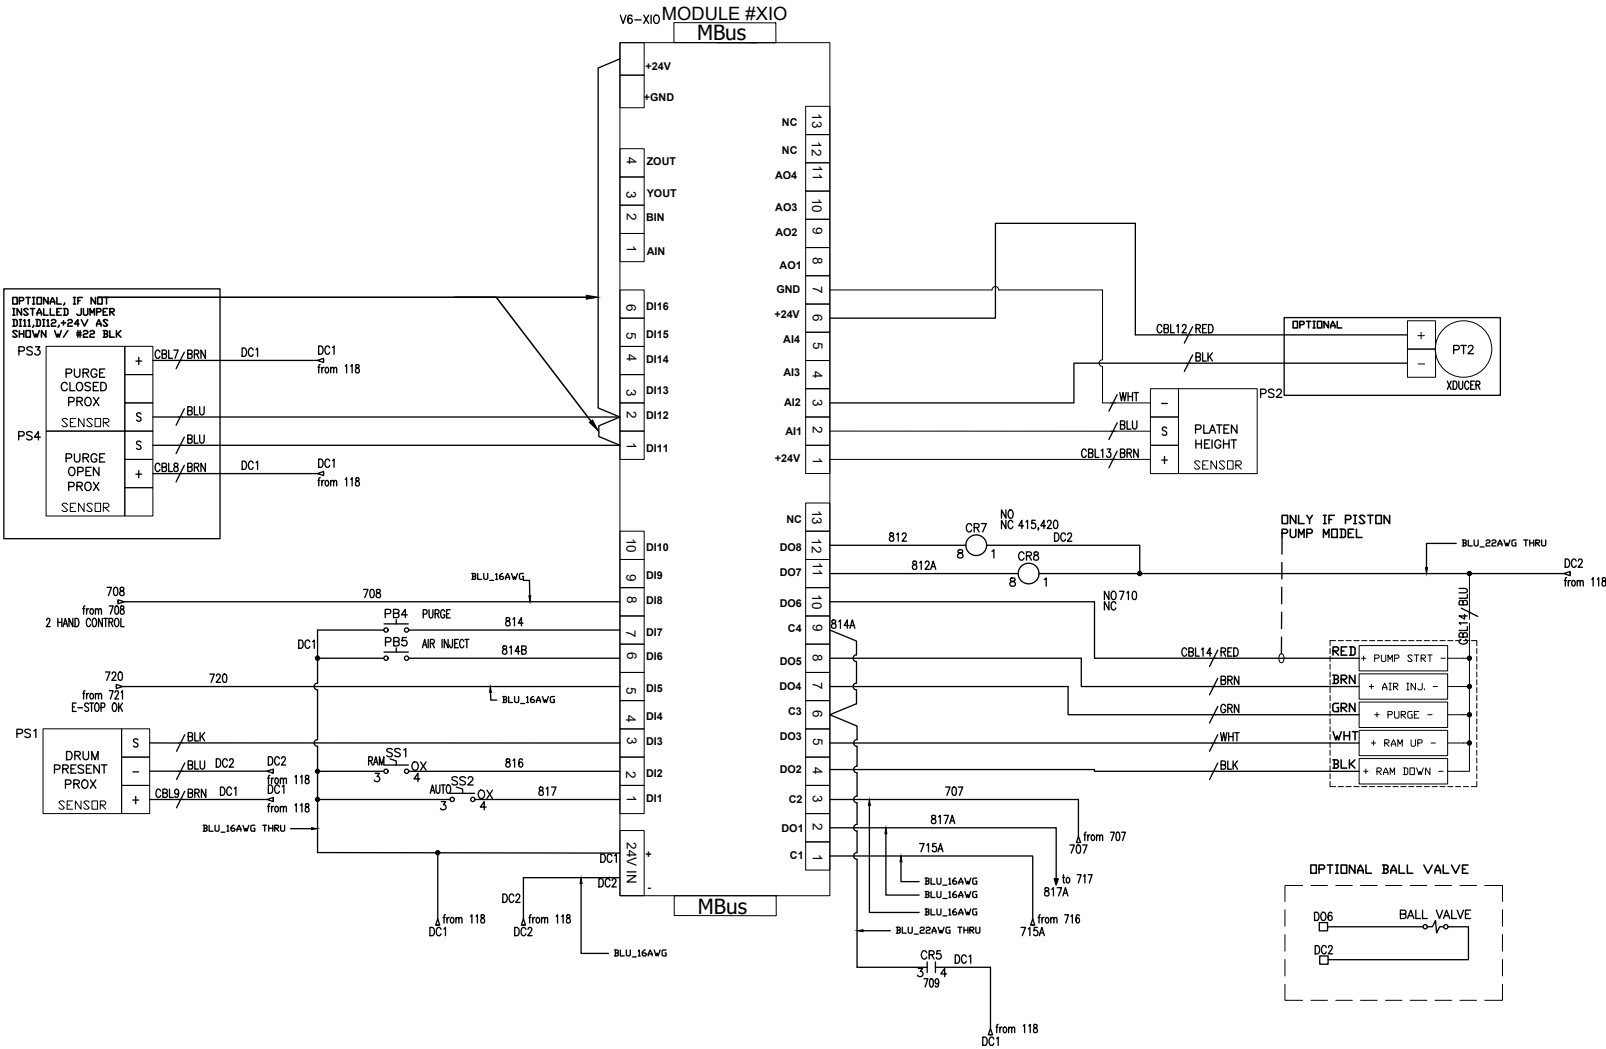 V6-XIO MODULE #XIO
MBus
+24V
+GND
4 ZOUT
3 YOUT
2 BIN
1 AIN
6 DI16
5 DI15
4 DI14
3 DI13
2 DI12
1 DI11
10 DI10
9 DI9
8 DI8
7 DI7
6 DI6
5 DI5
4 DI4
3 DI3
2 DI2
1 DI1
24V IN
+
-
DC1
DC2
MBus
NC 13
NC 12
AO4 11
AO3 10
AO2 9
AO1 8
GND 7
+24V 6
AI4 5
AI3 4
AI2 3
AI1 2
+24V 1
NC 13
DO8 12
DO7 11
DO6 10
C4 9
DO5 8
DO4 7
C3 6
DO3 5
DO2 4
C2 3
DO1 2
C1 1
OPTIONAL, IF NOT
INSTALLED JUMPER
DI11,DI12,+24V AS
SHOWN W/ #22 BLK
PS3
PURGE
CLOSED
PROX
SENSOR
+
S
CBL7/BRN
DC1
DC1
from 118
BLU
PS4
PURGE
OPEN
PROX
SENSOR
S
+
BLU
CBL8/BRN
DC1
DC1
from 118
708
from 708
2 HAND CONTROL
708
BLU_16AWG
PB4 PURGE
814
DC1
PB5 AIR INJECT
814B
720
from 721
E-STOP OK
720
BLU_16AWG
PS1
DRUM
PRESENT
PROX
SENSOR
S
-
+
BLK
BLU DC2
DC2
from 118
CBL9/BRN DC1
DC1
from 118
RAM SS1 OX
3 4
816
AUTO SS2 OX
3 4
817
BLU_16AWG THRU
from 118
DC1
DC2
from 118
DC2
BLU_16AWG
CBL12/RED
BLK
OPTIONAL
+
-
PT2
XDUCER
WHT
BLU
CBL13/BRN
PS2
-
S
+
PLATEN
HEIGHT
SENSOR
812
CR7
8 1
NO
NC 415,420
DC2
812A
CR8
8 1
ONLY IF PISTON
PUMP MODEL
BLU_22AWG THRU
DC2
from 118
NO 710
NC
814A
CBL14/BLU
CBL14/RED
RED
+ PUMP STRT -
BRN
BRN
+ AIR INJ. -
GRN
GRN
+ PURGE -
WHT
WHT
+ RAM UP -
BLK
BLK
+ RAM DOWN -
707
from 707
707
817A
to 717
817A
715A
from 716
715A
BLU_16AWG
BLU_16AWG
BLU_16AWG
BLU_22AWG THRU
CR5
3 4
709
DC1
from 118
DC1
OPTIONAL BALL VALVE
DO6
BALL VALVE
DC2